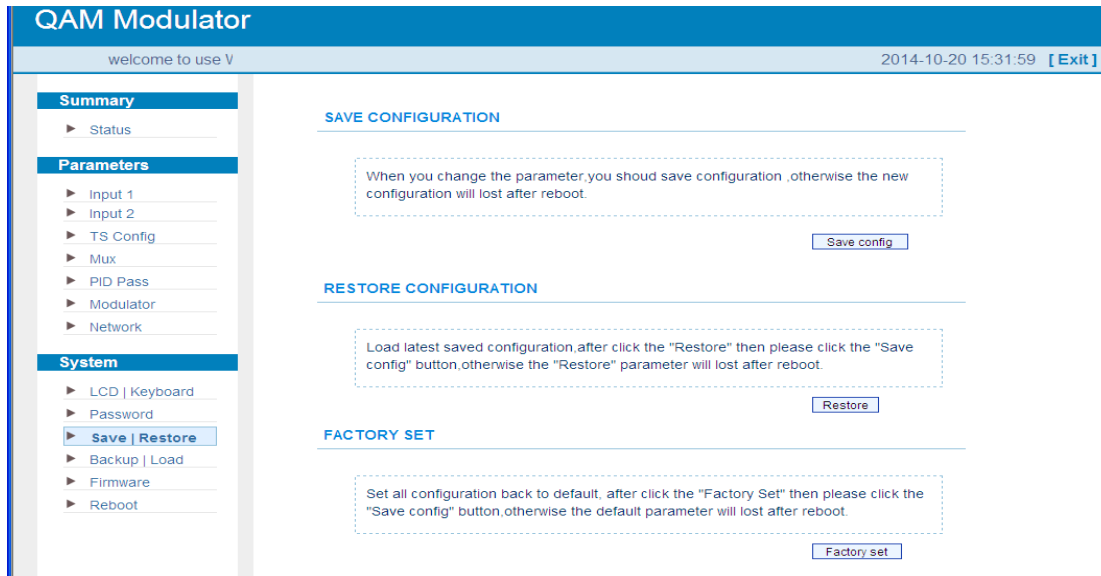 QAM Modulator
welcome to use
2014-10-20 15:31:59 [ Exit ]
Summary
Status
Parameters
Input 1
Input 2
TS Config
Mux
PID Pass
Modulator
Network
System
LCD | Keyboard
Password
Save | Restore
Backup | Load
Firmware
Reboot
SAVE CONFIGURATION
When you change the parameter,you shoud save configuration ,otherwise the new
configuration will lost after reboot.
Save config
RESTORE CONFIGURATION
Load latest saved configuration,after click the "Restore" then please click the "Save
config" button,otherwise the "Restore" parameter will lost after reboot.
Restore
FACTORY SET
Set all configuration back to default, after click the "Factory Set" then please click the
"Save config" button,otherwise the default parameter will lost after reboot.
Factory set